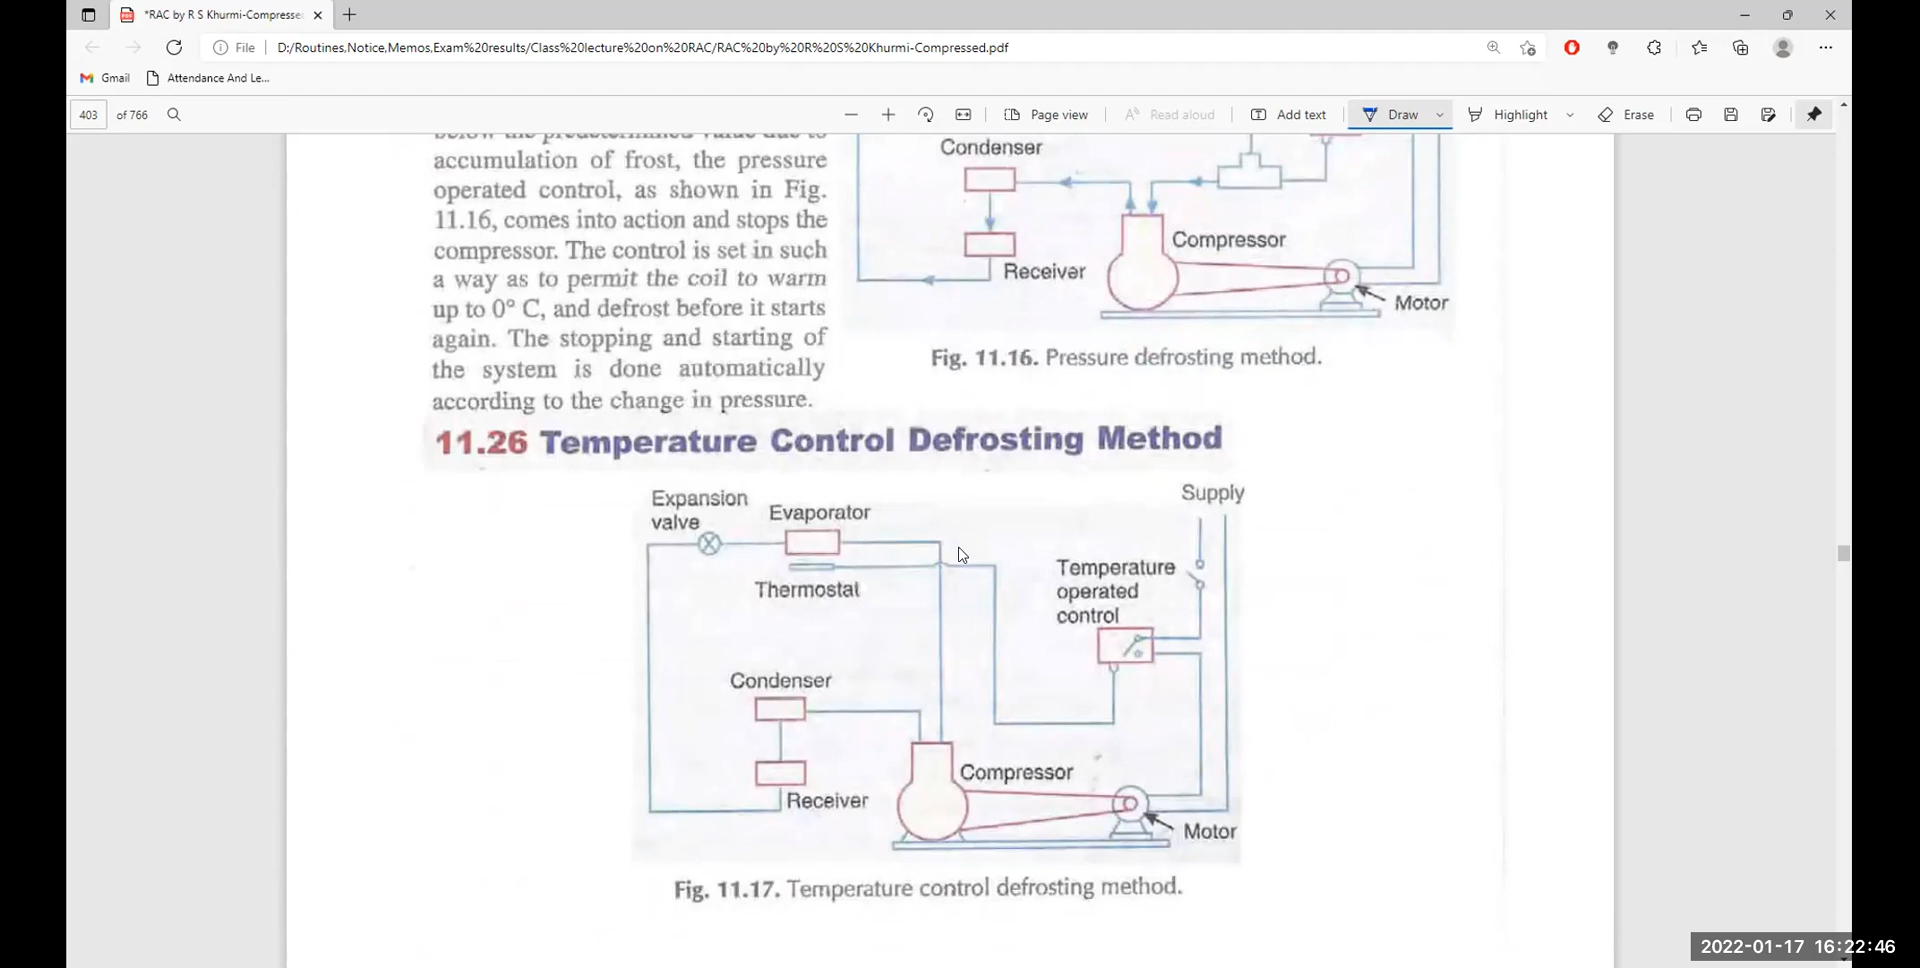 *RAC by R S Khurmi-Compresse
File
D:/Routines,Notice,Memos,Exam%20results/Class%20lecture%20on%20RAC/RAC%20by%20R%20S%20Khurmi-Compressed.pdf
Gmail
Attendance And Le...
403 of 766
Page view
Read aloud
Add text
Draw
Highlight
Erase
below the predetermined value due to
accumulation of frost, the pressure
operated control, as shown in Fig.
11.16, comes into action and stops the
compressor. The control is set in such
a way as to permit the coil to warm
up to 0° C, and defrost before it starts
again. The stopping and starting of
the system is done automatically
according to the change in pressure.
Condenser
Compressor
Receiver
Motor
Fig. 11.16. Pressure defrosting method.
11.26 Temperature Control Defrosting Method
Expansion
valve
Evaporator
Supply
Thermostat
Temperature
operated
control
Condenser
Compressor
Receiver
Motor
Fig. 11.17. Temperature control defrosting method.
2022-01-17 16:22:46